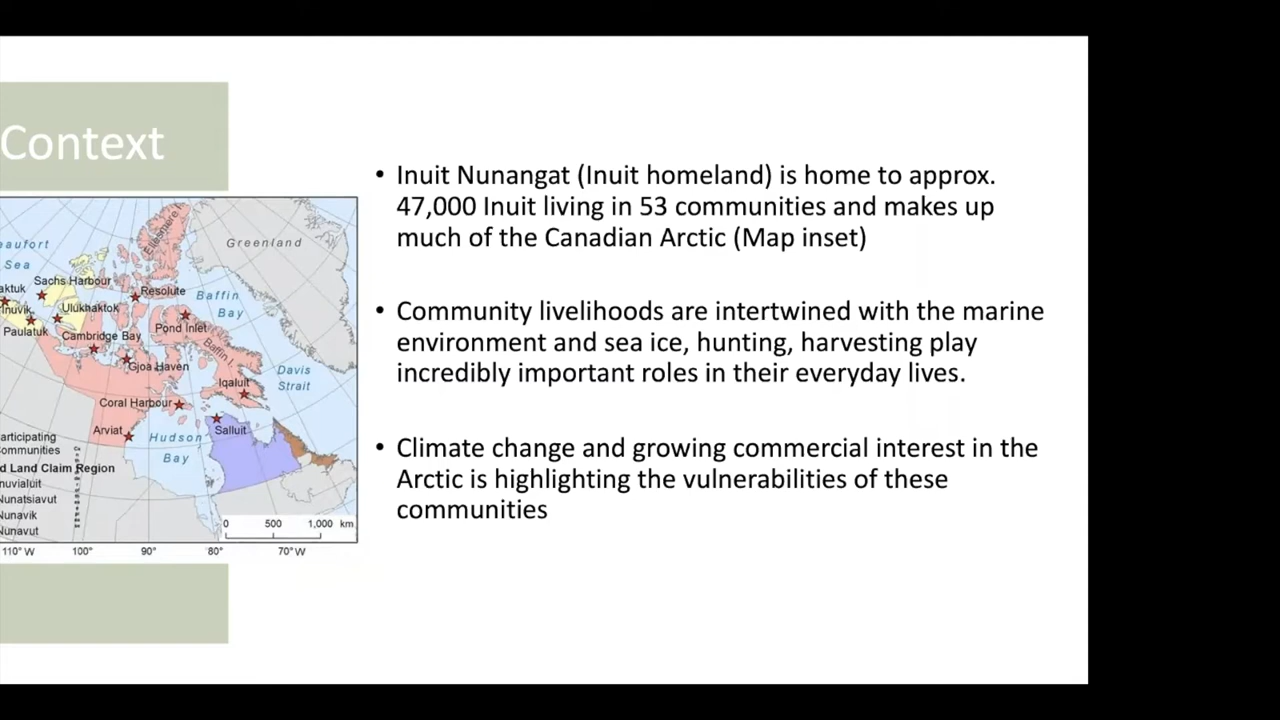 Context
• Inuit Nunangat (Inuit homeland) is home to approx.
47,000 Inuit living in 53 communities and makes up
much of the Canadian Arctic (Map inset)
• Community livelihoods are intertwined with the marine
environment and sea ice, hunting, harvesting play
incredibly important roles in their everyday lives.
• Climate change and growing commercial interest in the
Arctic is highlighting the vulnerabilities of these
communities
Ellesmere I.
Greenland
eaufort
Sea
Sachs Harbour
aktuk
Resolute
Baffin
Bay
Inuvik
Ulukhaktok
Paulatuk
Pond Inlet
Cambridge Bay
Baffin I.
Gjoa Haven
Davis
Strait
Iqaluit
Coral Harbour
Arviat
Salluit
Hudson
Bay
articipating
ommunities
d Land Claim Region
nuvialuit
Nunatsiavut
Nunavik
Nunavut
0 500 1,000 km
110° W 100° 90° 80° 70° W